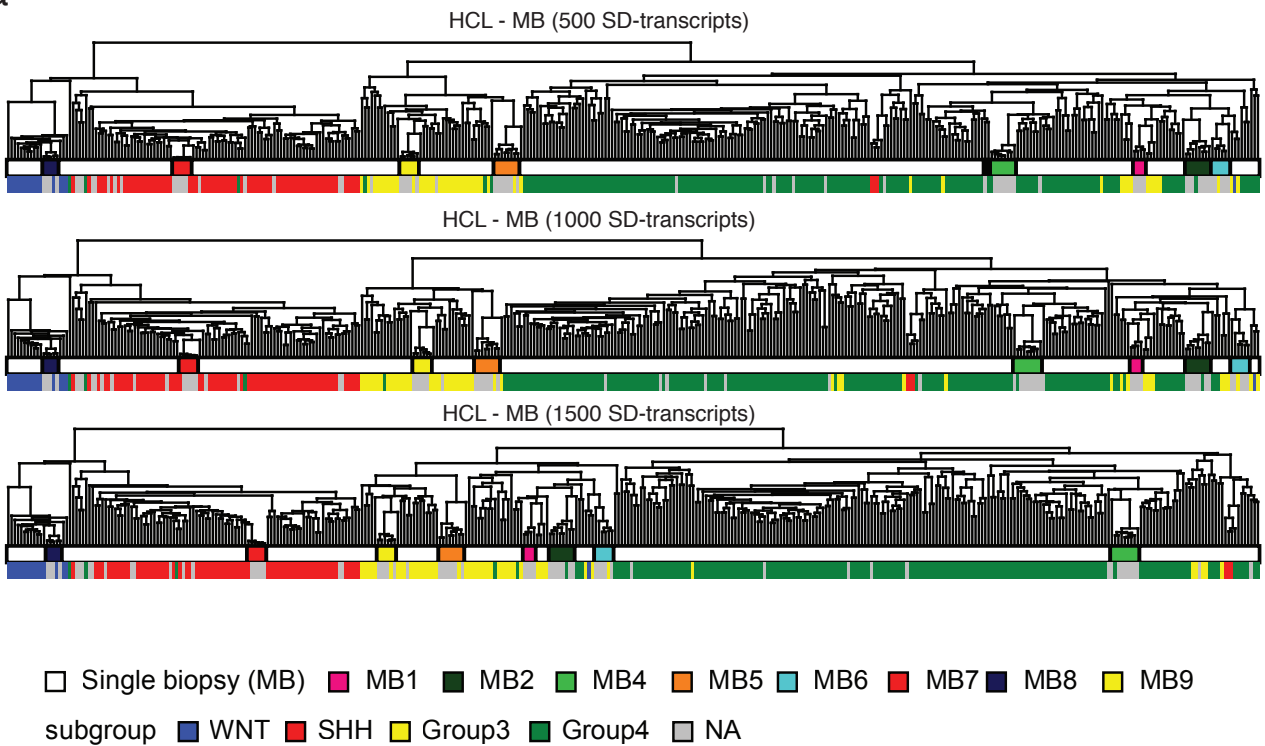 HCL - MB (500 SD-transcripts)
HCL - MB (1000 SD-transcripts)
HCL - MB (1500 SD-transcripts)
Single biopsy (MB) MB1 MB2 MB4 MB5 MB6 MB7 MB8 MB9
subgroup WNT SHH Group3 Group4 NA